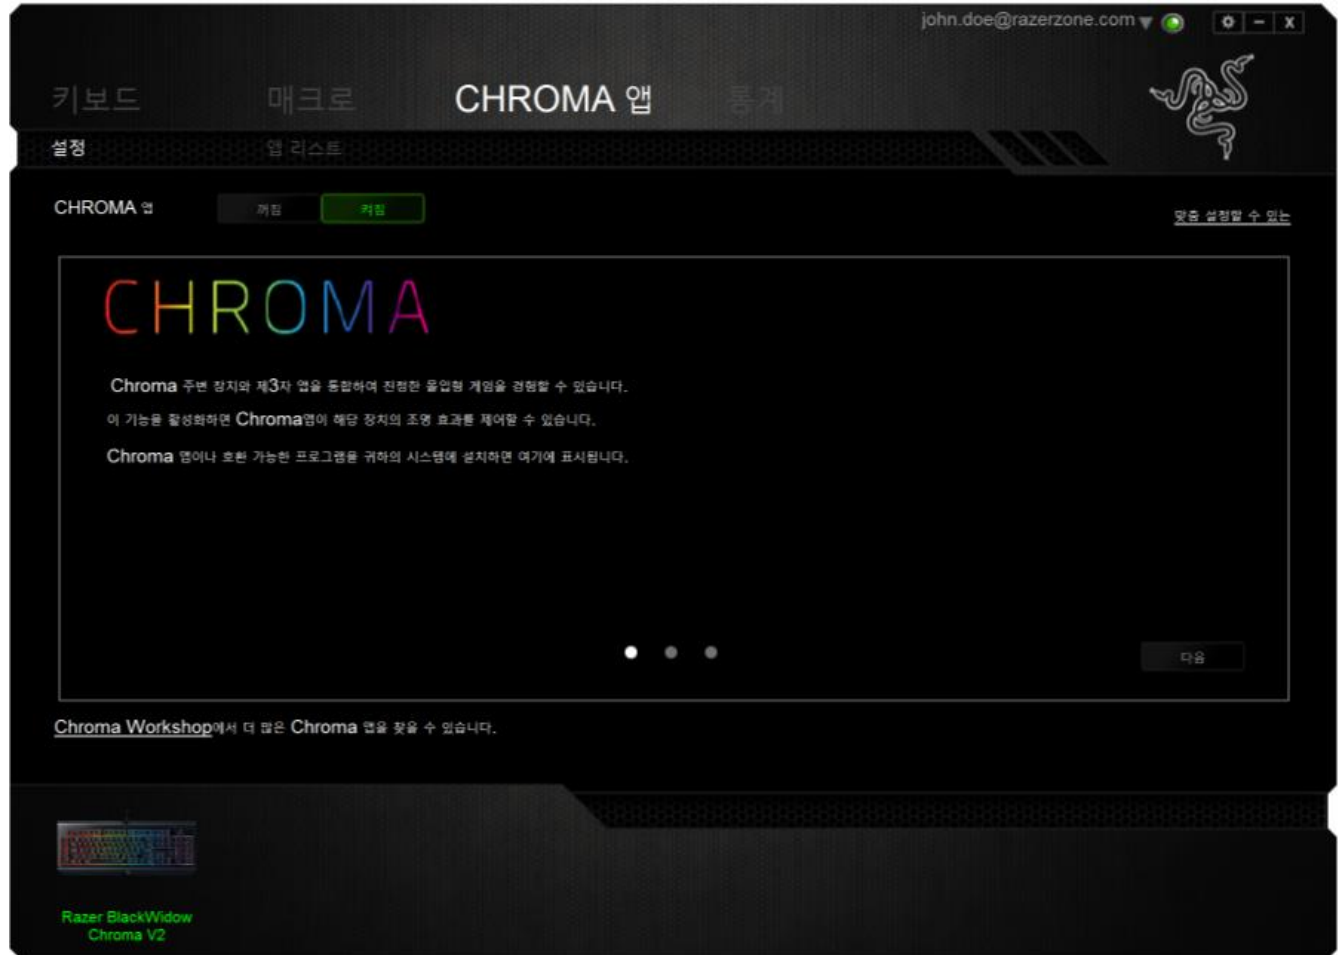 john.doe@razerzone.com
키보드 매크로 CHROMA 앱 통계
설정 앱 리스트
CHROMA 앱 꺼짐 켜짐
맞춤 설정할 수 있는
CHROMA
Chroma 주변 장치와 제3자 앱을 통합하여 진정한 몰입형 게임을 경험할 수 있습니다.
이 기능을 활성화하면 Chroma앱이 해당 장치의 조명 효과를 제어할 수 있습니다.
Chroma 앱이나 호환 가능한 프로그램을 귀하의 시스템에 설치하면 여기에 표시됩니다.
다음
Chroma Workshop에서 더 많은 Chroma 앱을 찾을 수 있습니다.
Razer BlackWidow
Chroma V2